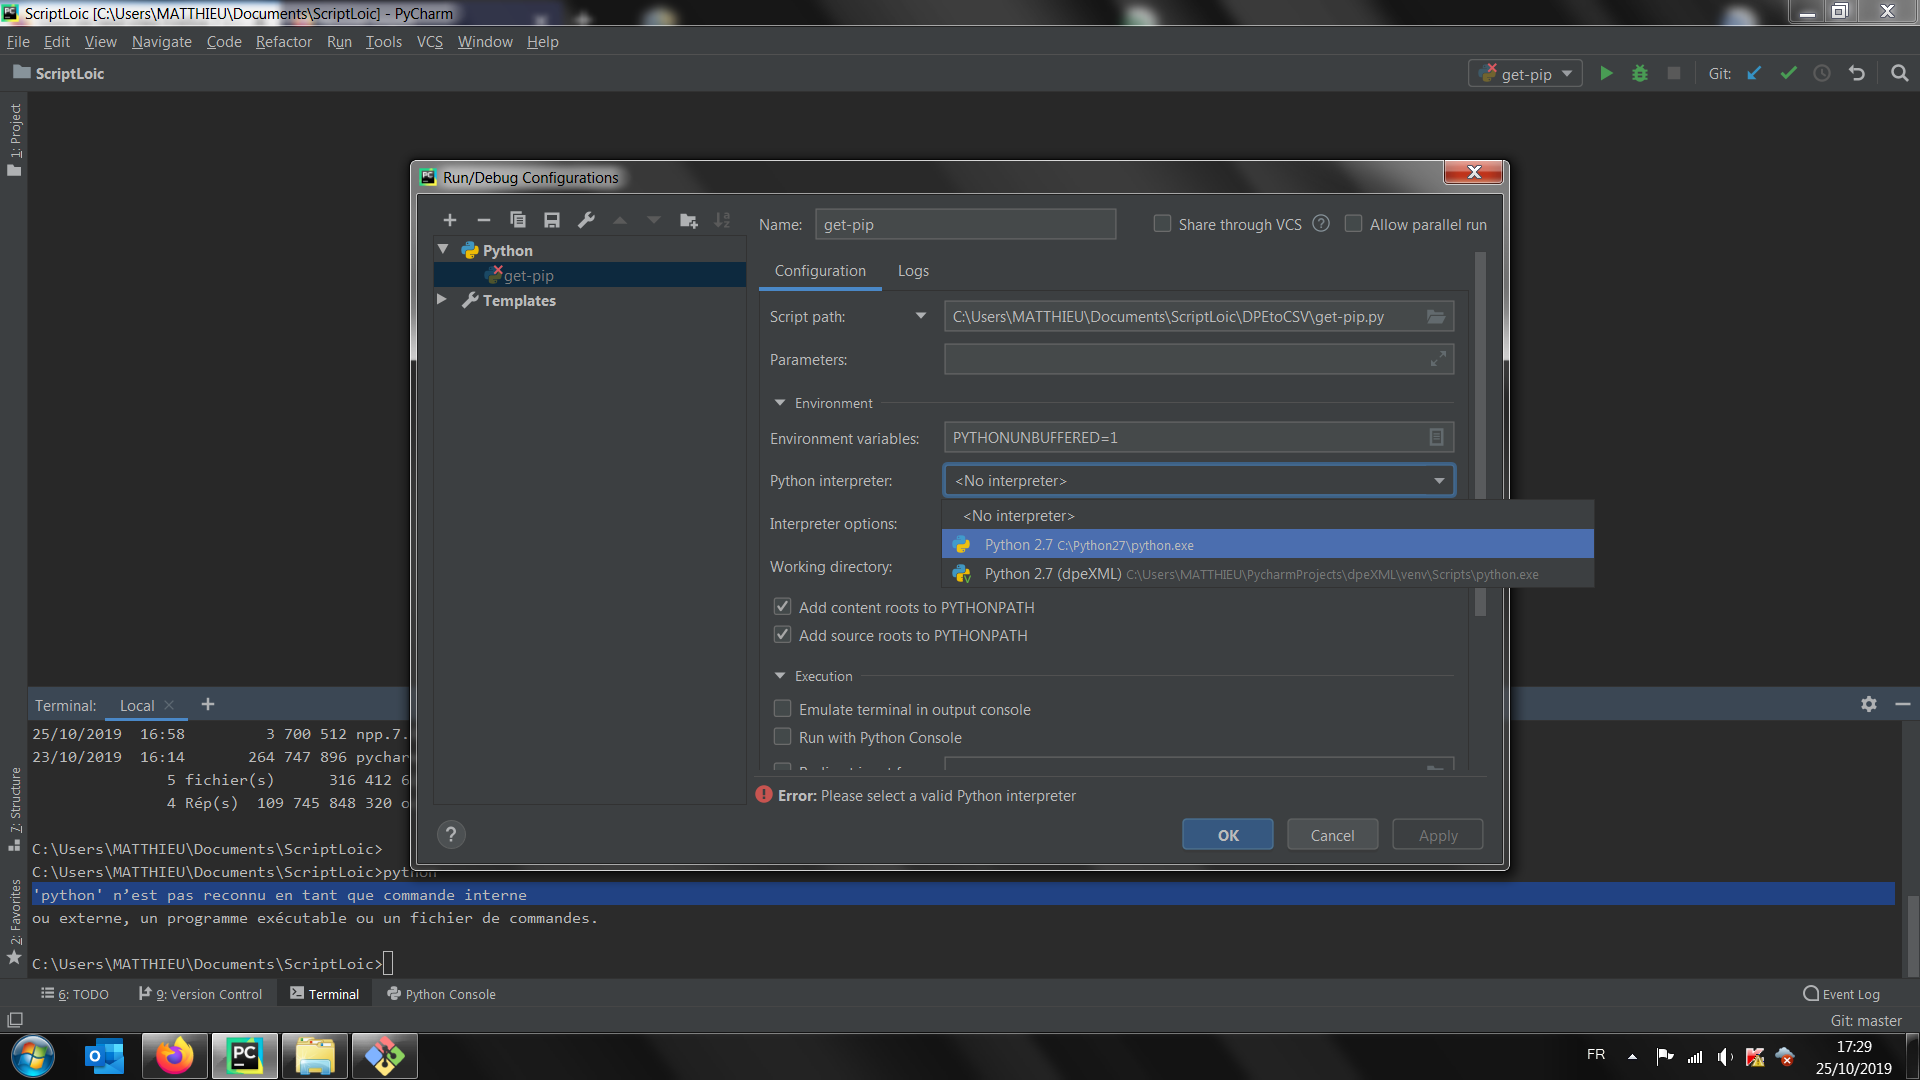 ScriptLoic [C:\Users\MATTHIEU\Documents\ScriptLoic] - PyCharm
File Edit View Navigate Code Refactor Run Tools VCS Window Help
ScriptLoic
get-pip
Git:
1: Project
Run/Debug Configurations
Python
get-pip
Templates
Name: get-pip
Share through VCS
Allow parallel run
Configuration Logs
Script path: C:\Users\MATTHIEU\Documents\ScriptLoic\DPEtoCSV\get-pip.py
Parameters:
Environment
Environment variables: PYTHONUNBUFFERED=1
Python interpreter: <No interpreter>
<No interpreter>
Interpreter options:
Python 2.7 C:\Python27\python.exe
Working directory:
Python 2.7 (dpeXML) C:\Users\MATTHIEU\PycharmProjects\dpeXML\venv\Scripts\python.exe
Add content roots to PYTHONPATH
Add source roots to PYTHONPATH
Execution
Emulate terminal in output console
Run with Python Console
Error: Please select a valid Python interpreter
? OK Cancel Apply
Terminal: Local
25/10/2019 16:58 3 700 512 npp.7.
23/10/2019 16:14 264 747 896 pychar
5 fichier(s) 316 412 6
4 Rép(s) 109 745 848 320 o
C:\Users\MATTHIEU\Documents\ScriptLoic>
C:\Users\MATTHIEU\Documents\ScriptLoic>python
'python' n’est pas reconnu en tant que commande interne
ou externe, un programme exécutable ou un fichier de commandes.
C:\Users\MATTHIEU\Documents\ScriptLoic>
7: Structure
2: Favorites
6: TODO 9: Version Control Terminal Python Console Event Log
Git: master
FR
17:29
25/10/2019